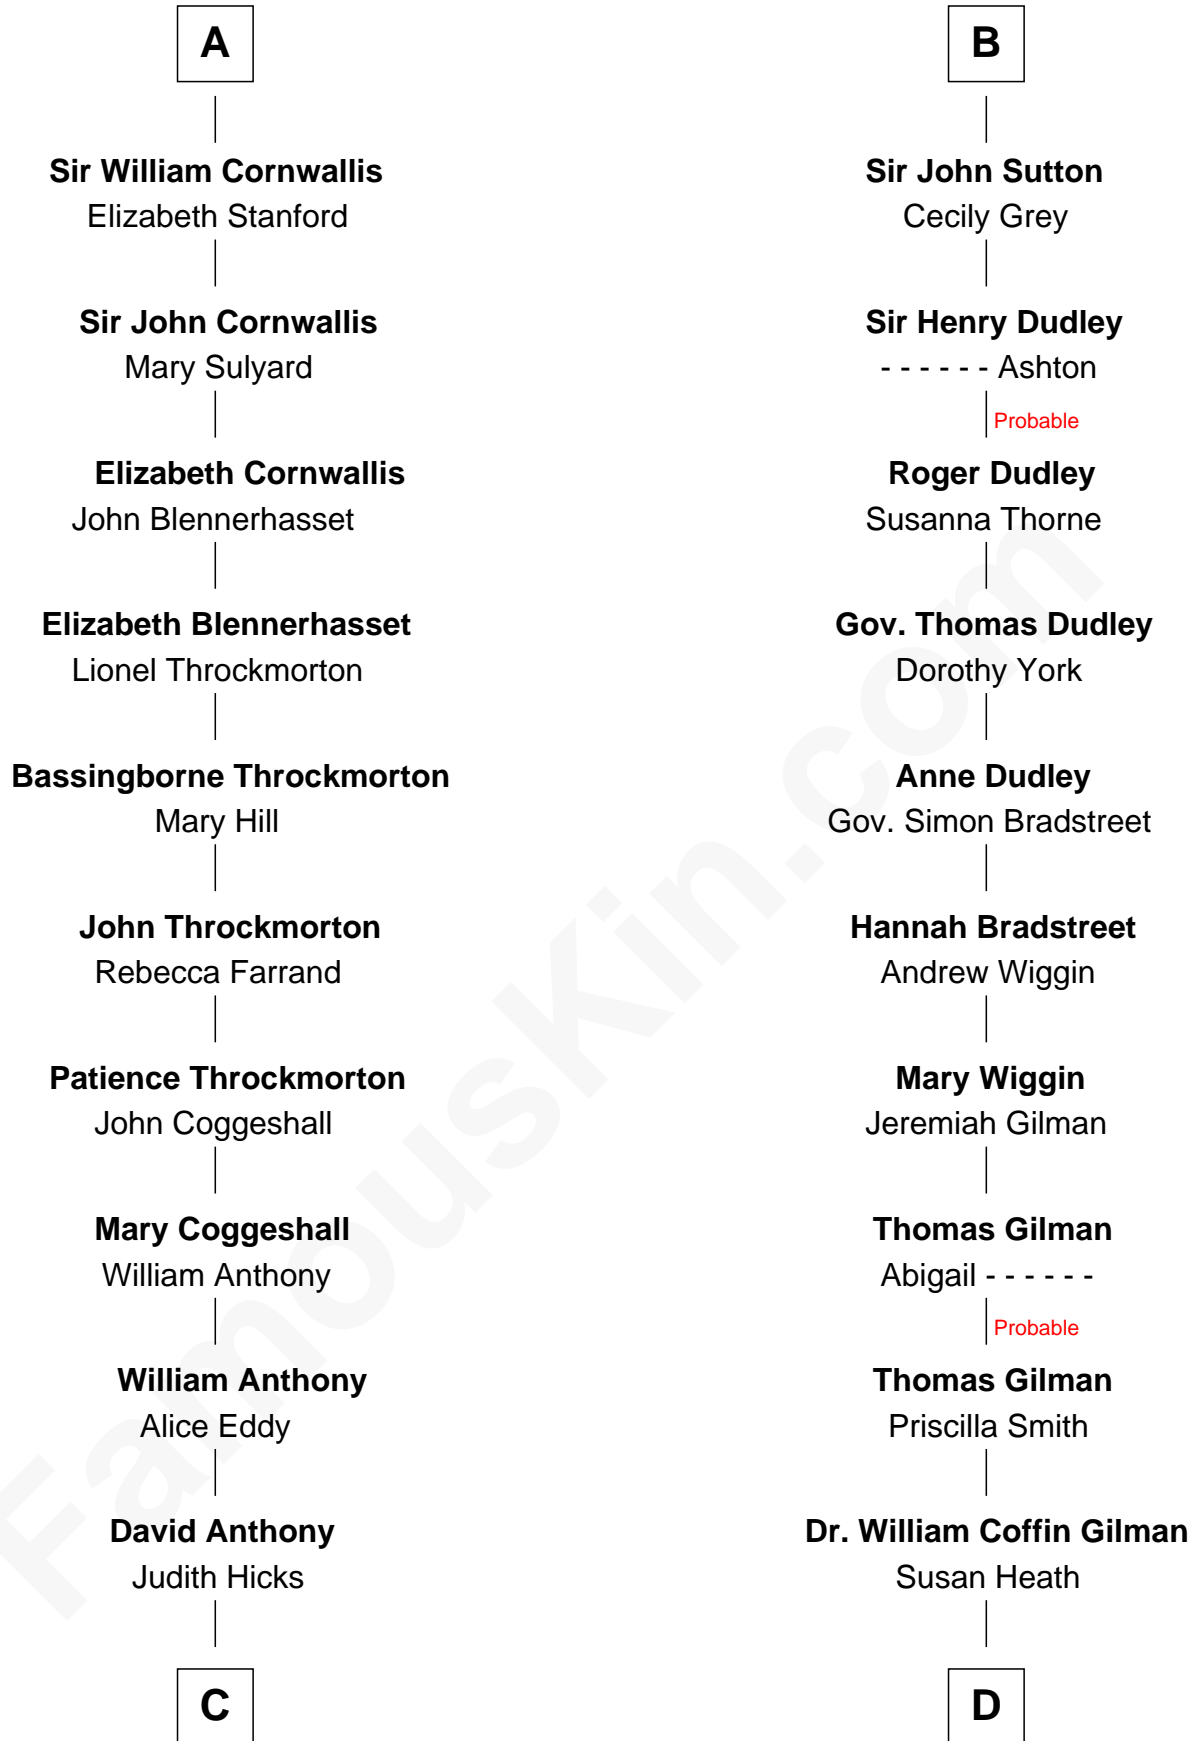 A
Sir William Cornwallis
Elizabeth Stanford
Sir John Cornwallis
Mary Sulyard
Elizabeth Cornwallis
John Blennerhasset
Elizabeth Blennerhasset
Lionel Throckmorton
Bassingborne Throckmorton
Mary Hill
John Throckmorton
Rebecca Farrand
Patience Throckmorton
John Coggeshall
Mary Coggeshall
William Anthony
William Anthony
Alice Eddy
David Anthony
Judith Hicks
C
B
Sir John Sutton
Cecily Grey
Sir Henry Dudley
- - - - - - Ashton
Probable
Roger Dudley
Susanna Thorne
Gov. Thomas Dudley
Dorothy York
Anne Dudley
Gov. Simon Bradstreet
Hannah Bradstreet
Andrew Wiggin
Mary Wiggin
Jeremiah Gilman
Thomas Gilman
Abigail - - - - - -
Probable
Thomas Gilman
Priscilla Smith
Dr. William Coffin Gilman
Susan Heath
D
FamousKin.com